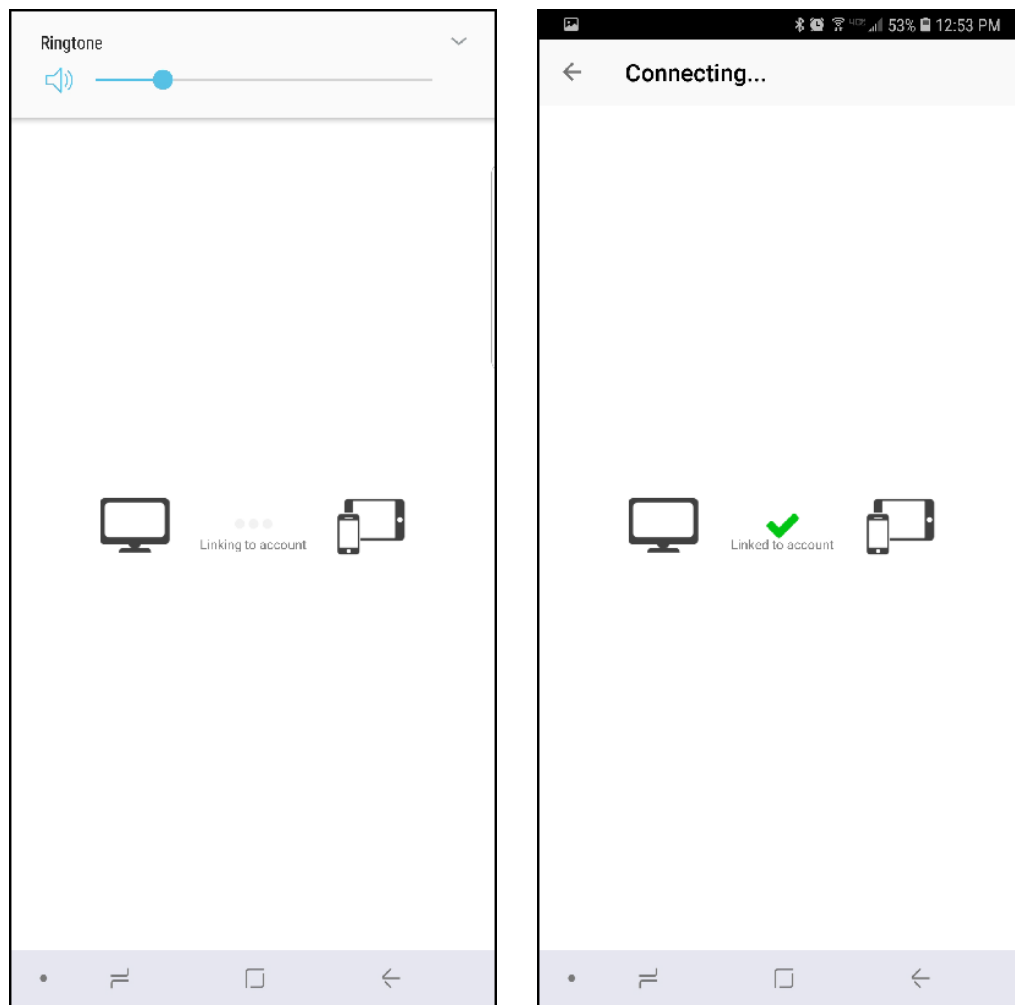 Ringtone
Linking to account
53% 12:53 PM
Connecting...
Linked to account